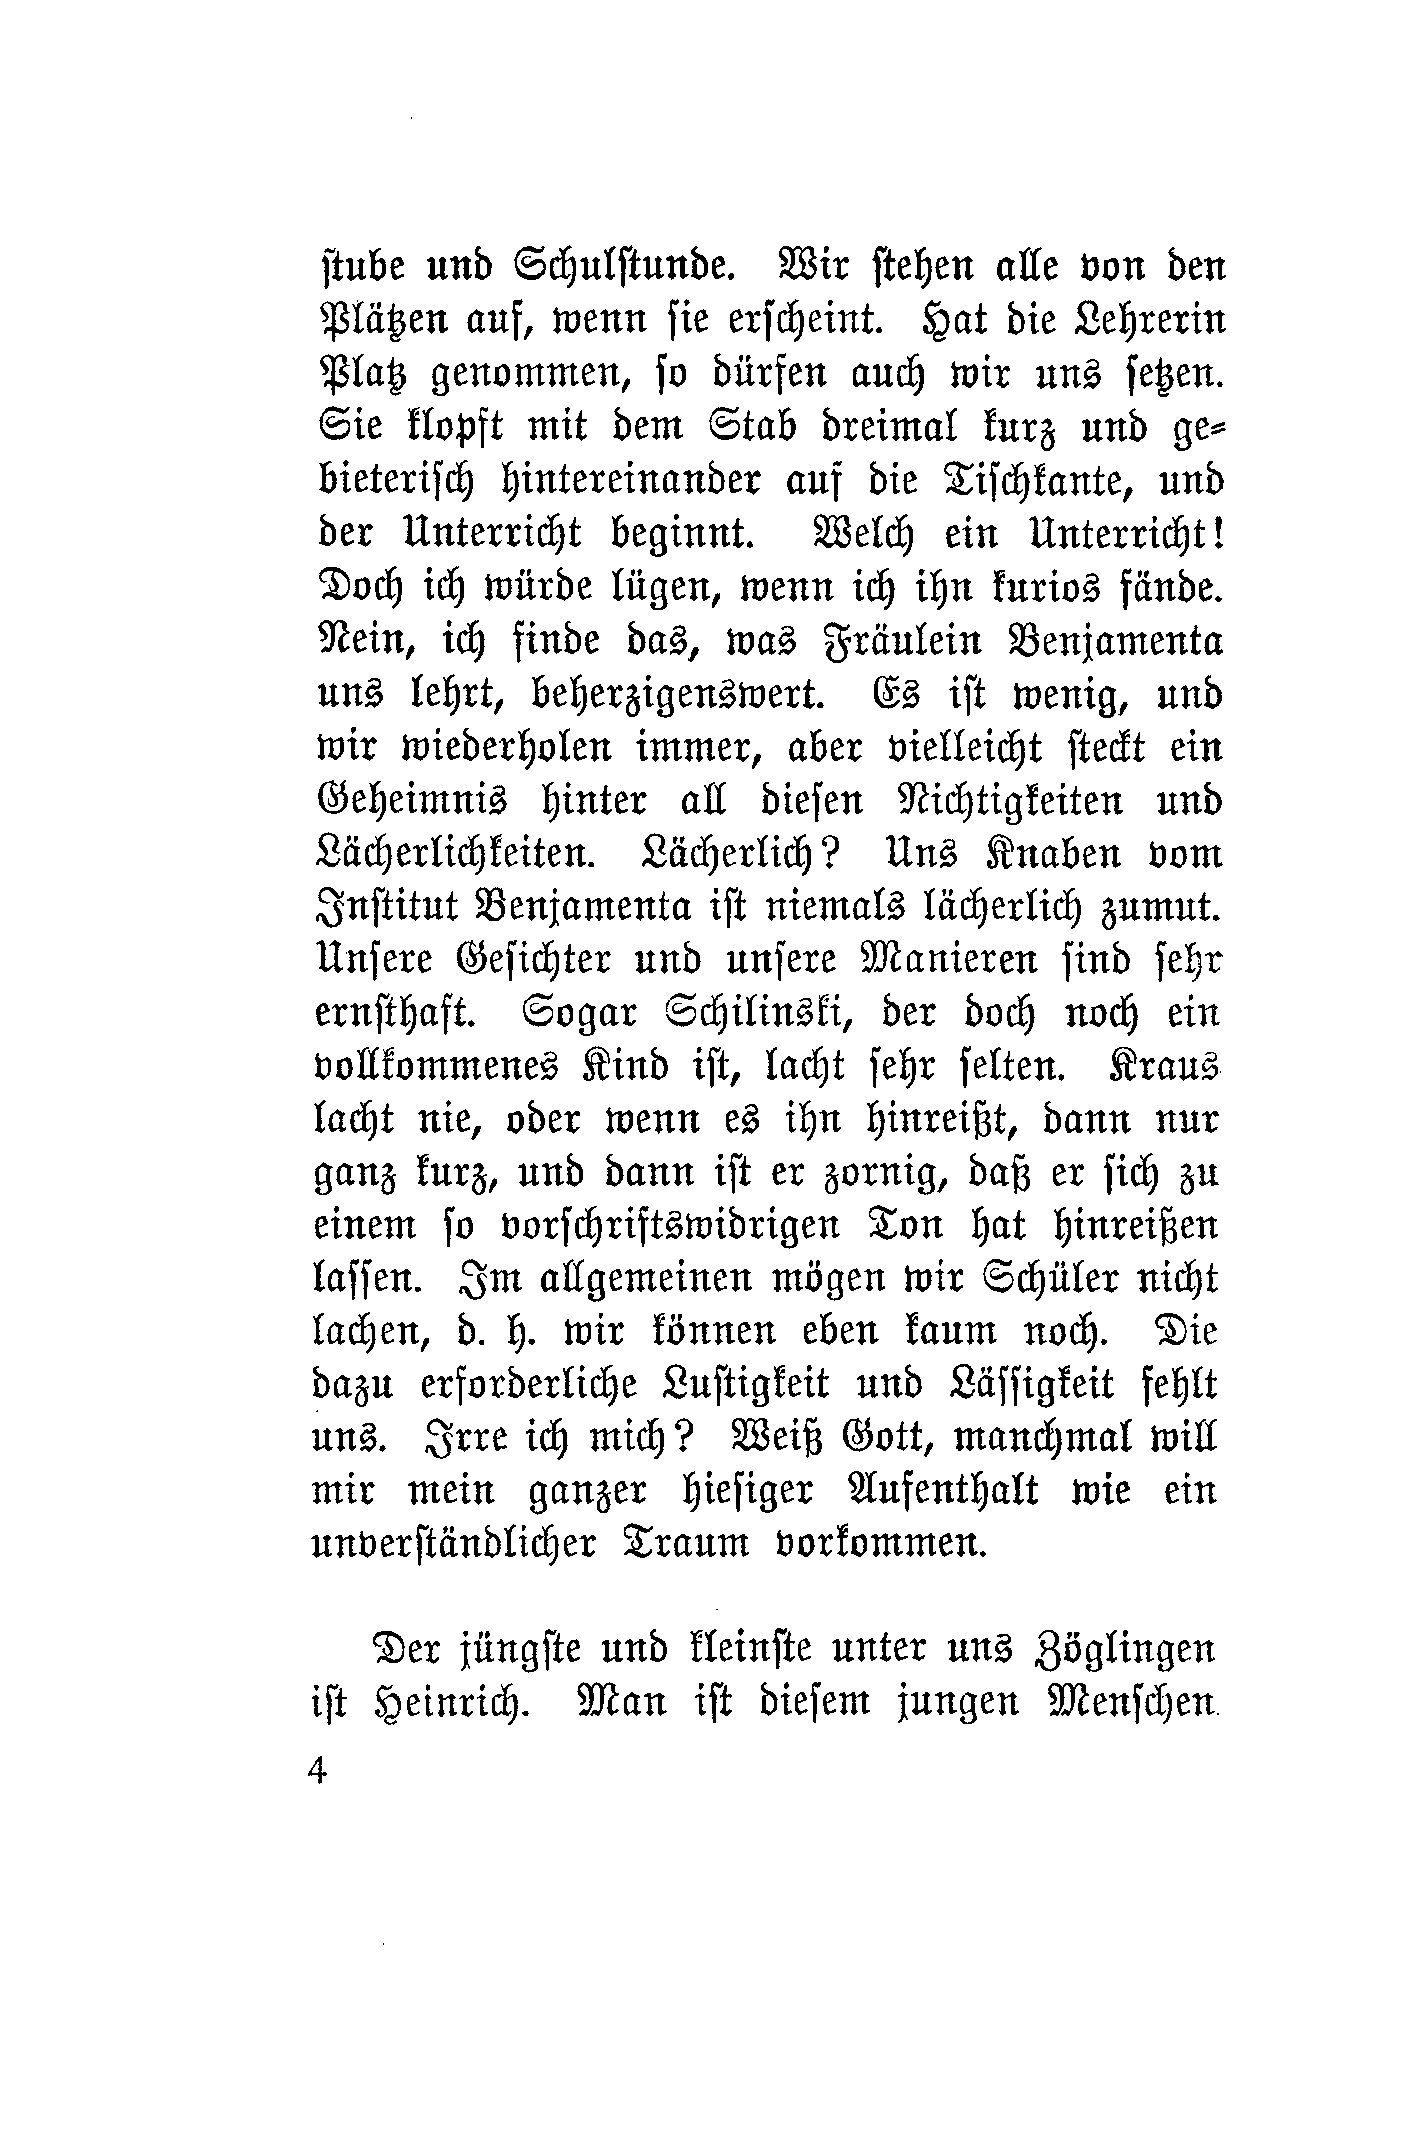 ſtube und Schulſtunde. Wir ſtehen alle von den
Plätzen auf, wenn ſie erſcheint. Hat die Lehrerin
Platz genommen, ſo dürfen auch wir uns ſetzen.
Sie klopft mit dem Stab dreimal kurz und ge⸗
bieteriſch hintereinander auf die Tiſchkante, und
der Unterricht beginnt. Welch ein Unterricht!
Doch ich würde lügen, wenn ich ihn kurios fände.
Nein, ich finde das, was Fräulein Benjamenta
uns lehrt, beherzigenswert. Es iſt wenig, und
wir wiederholen immer, aber vielleicht ſteckt ein
Geheimnis hinter all dieſen Nichtigkeiten und
Lächerlichkeiten. Lächerlich? Uns Knaben vom
Inſtitut Benjamenta iſt niemals lächerlich zumut.
Unſere Geſichter und unſere Manieren ſind ſehr
ernſthaft. Sogar Schilinski, der doch noch ein
vollkommenes Kind iſt, lacht ſehr ſelten. Kraus
lacht nie, oder wenn es ihn hinreißt, dann nur
ganz kurz, und dann iſt er zornig, daß er ſich zu
einem ſo vorſchriftswidrigen Ton hat hinreißen
laſſen. Im allgemeinen mögen wir Schüler nicht
lachen, d. h. wir können eben kaum noch. Die
dazu erforderliche Luſtigkeit und Läſſigkeit fehlt
uns. Irre ich mich? Weiß Gott, manchmal will
mir mein ganzer hieſiger Aufenthalt wie ein
unverſtändlicher Traum vorkommen.
Der jüngſte und kleinſte unter uns Zöglingen
iſt Heinrich. Man iſt dieſem jungen Menſchen
4